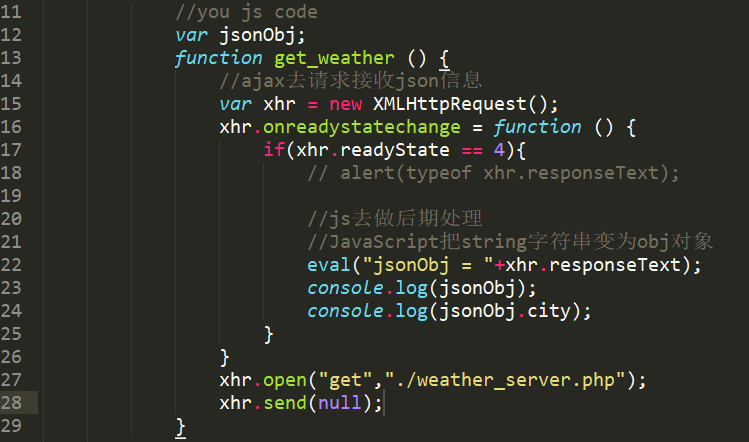 11 //you js code
12 var jsonObj;
13 function get_weather () {
14 //ajax去请求接收json信息
15 var xhr = new XMLHttpRequest();
16 xhr.onreadystatechange = function () {
17 if(xhr.readyState == 4){
18 // alert(typeof xhr.responseText);
19
20 //js去做后期处理
21 //JavaScript把string字符串变为obj对象
22 eval("jsonObj = "+xhr.responseText);
23 console.log(jsonObj);
24 console.log(jsonObj.city);
25 }
26 }
27 xhr.open("get","./weather_server.php");
28 xhr.send(null);
29 }